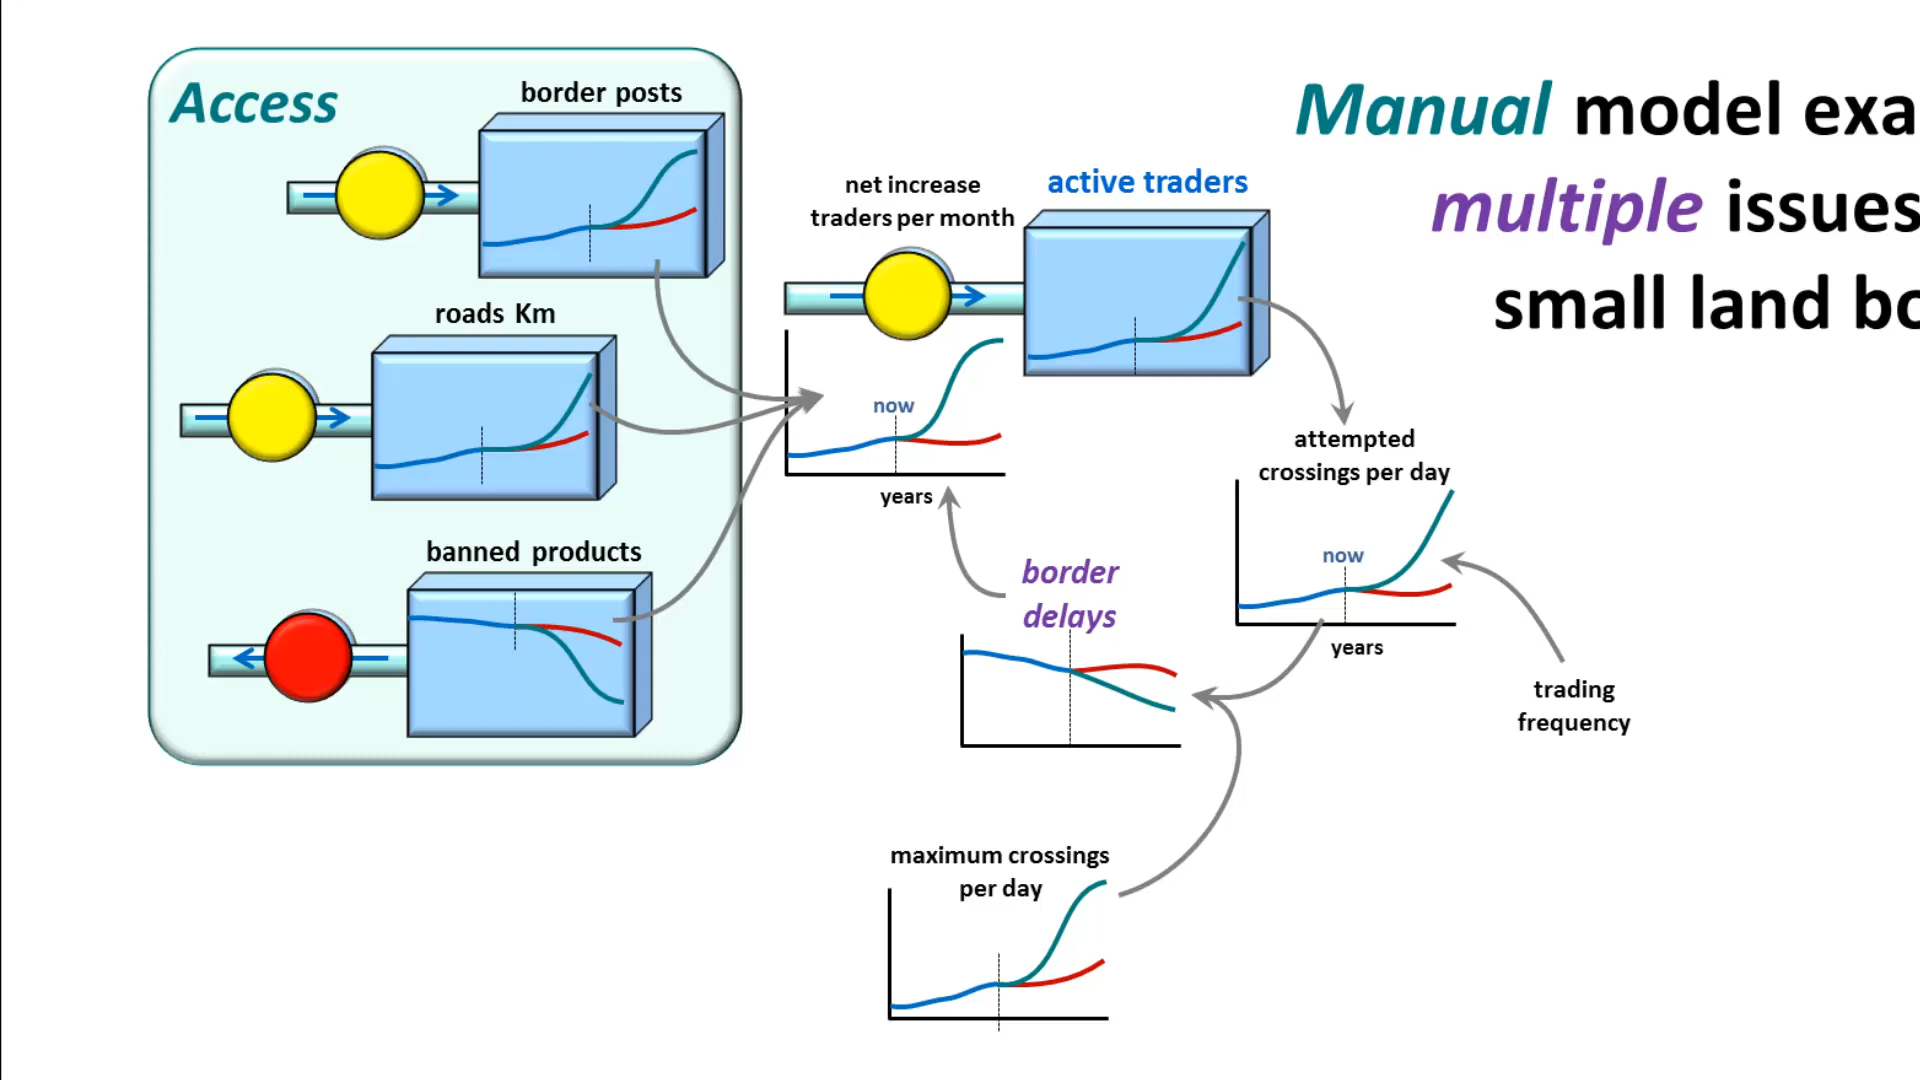 Access
border posts
roads Km
banned products
net increase
traders per month
active traders
now
years
attempted
crossings per day
now
years
border
delays
trading
frequency
maximum crossings
per day
Manual model exa
multiple issues
small land bo